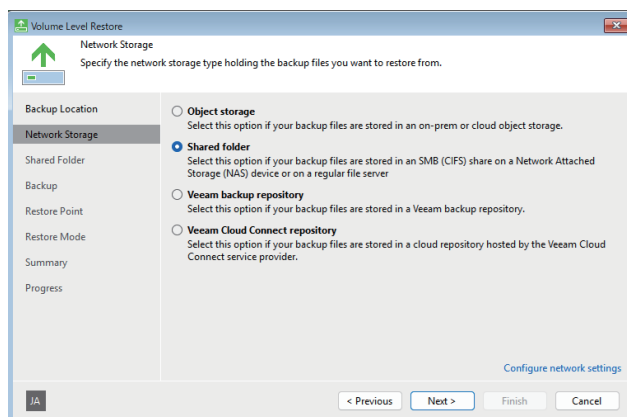 Volume Level Restore
Network Storage
Specify the network storage type holding the backup files you want to restore from.
Backup Location
Network Storage
Shared Folder
Backup
Restore Point
Restore Mode
Summary
Progress
Object storage
Select this option if your backup files are stored in an on-prem or cloud object storage.
Shared folder
Select this option if your backup files are stored in an SMB (CIFS) share on a Network Attached
Storage (NAS) device or on a regular file server
Veeam backup repository
Select this option if your backup files are stored in a Veeam backup repository.
Veeam Cloud Connect repository
Select this option if your backup files are stored in a cloud repository hosted by the Veeam Cloud
Connect service provider.
Configure network settings
JA
< Previous
Next >
Finish
Cancel